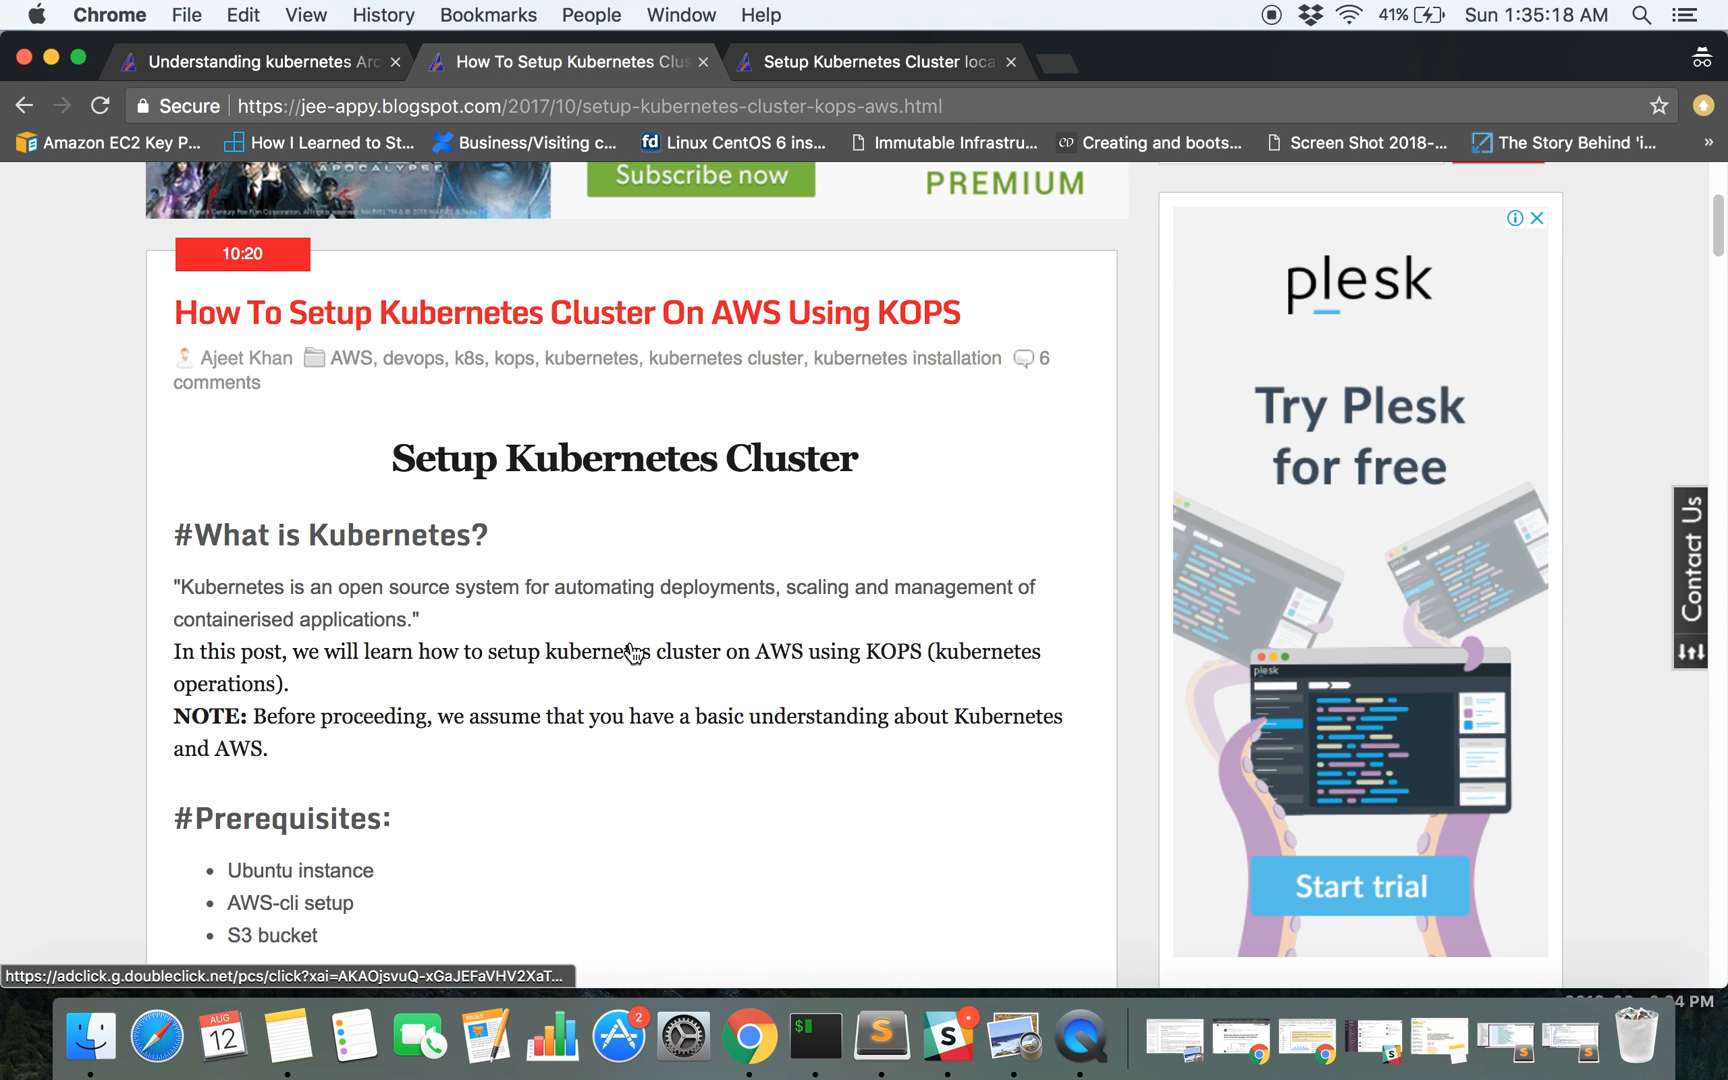 Chrome File Edit View History Bookmarks People Window Help 41% Sun 1:35:18 AM
Understanding kubernetes Arc How To Setup Kubernetes Clus Setup Kubernetes Cluster loca
Secure https://jee-appy.blogspot.com/2017/10/setup-kubernetes-cluster-kops-aws.html
Amazon EC2 Key P... How I Learned to St... Business/Visiting c... fd Linux CentOS 6 ins... Immutable Infrastru... CD Creating and boots... Screen Shot 2018-... The Story Behind 'i... »
APOCALYPSE
Subscribe now
PREMIUM
10:20
How To Setup Kubernetes Cluster On AWS Using KOPS
Ajeet Khan AWS, devops, k8s, kops, kubernetes, kubernetes cluster, kubernetes installation 6
comments
Setup Kubernetes Cluster
#What is Kubernetes?
"Kubernetes is an open source system for automating deployments, scaling and management of
containerised applications."
In this post, we will learn how to setup kubernetes cluster on AWS using KOPS (kubernetes
operations).
NOTE: Before proceeding, we assume that you have a basic understanding about Kubernetes
and AWS.
#Prerequisites:
Ubuntu instance
AWS-cli setup
S3 bucket
plesk
Try Plesk
for free
plesk
Start trial
Contact Us
https://adclick.g.doubleclick.net/pcs/click?xai=AKAOjsvuQ-xGaJEFaVHV2XaT...
PM
AUG
12
2
$
S
S
S
S